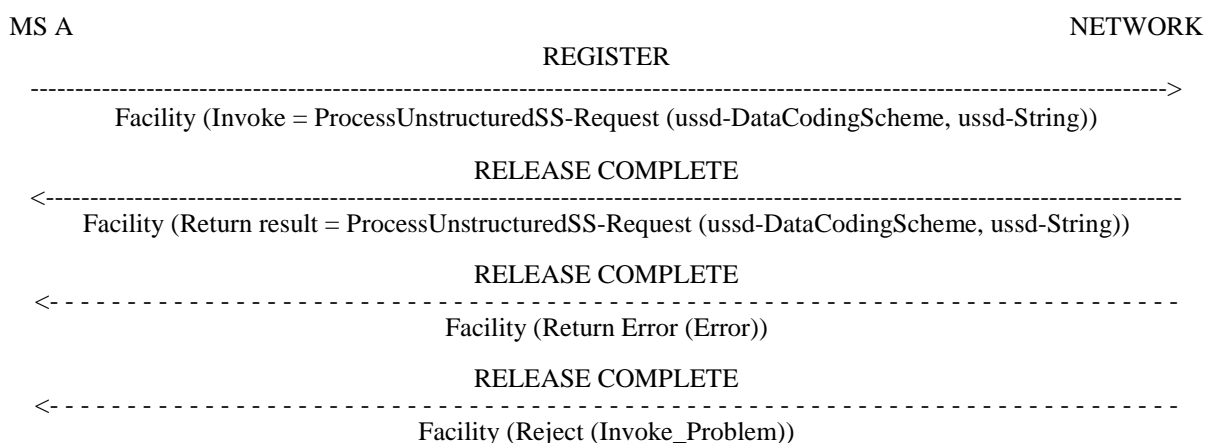 MS A NETWORK
REGISTER
Facility (Invoke = ProcessUnstructuredSS-Request (ussd-DataCodingScheme, ussd-String))
RELEASE COMPLETE
Facility (Return result = ProcessUnstructuredSS-Request (ussd-DataCodingScheme, ussd-String))
RELEASE COMPLETE
Facility (Return Error (Error))
RELEASE COMPLETE
Facility (Reject (Invoke_Problem))